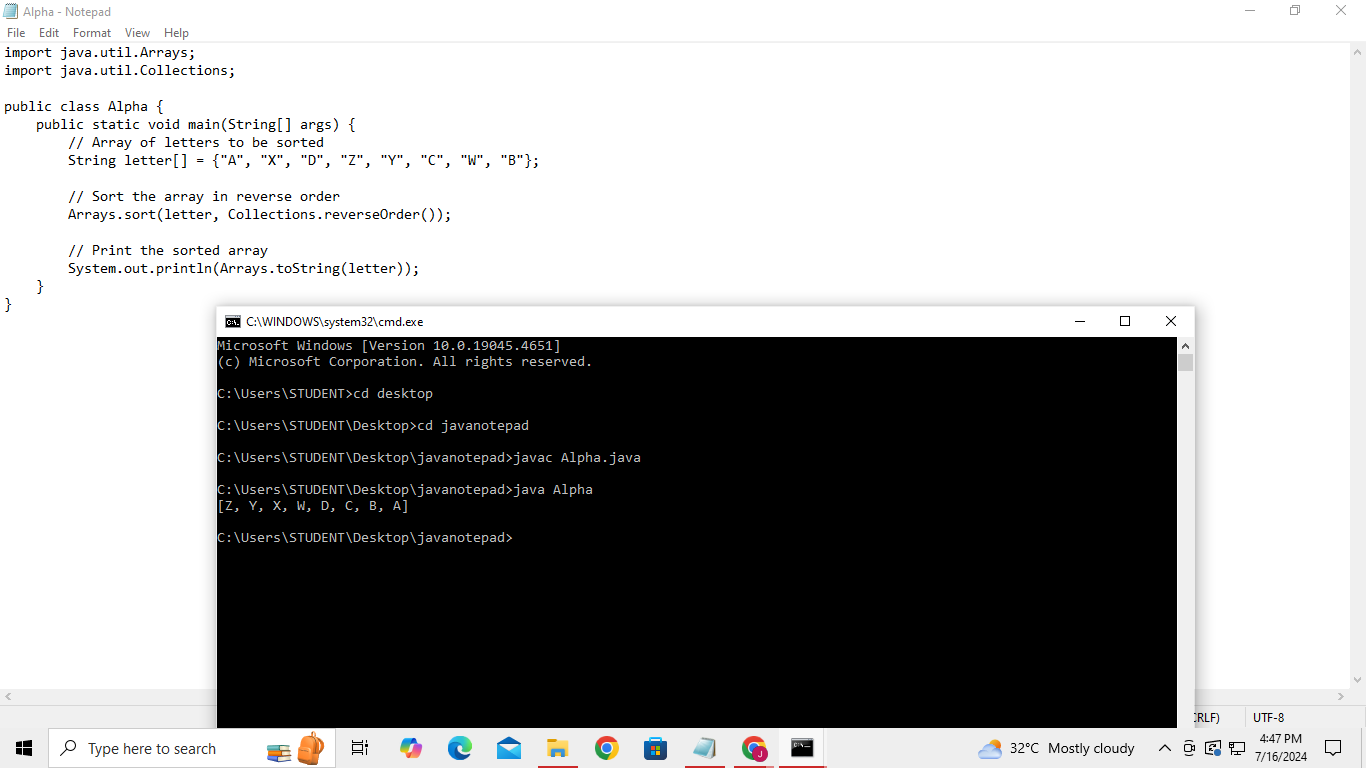 Alpha - Notepad
File Edit Format View Help
import java.util.Arrays;
import java.util.Collections;
public class Alpha {
    public static void main(String[] args) {
        // Array of letters to be sorted
        String letter[] = {"A", "X", "D", "Z", "Y", "C", "W", "B"};
        // Sort the array in reverse order
        Arrays.sort(letter, Collections.reverseOrder());
        // Print the sorted array
        System.out.println(Arrays.toString(letter));
    }
}
C:\WINDOWS\system32\cmd.exe
Microsoft Windows [Version 10.0.19045.4651]
(c) Microsoft Corporation. All rights reserved.
C:\Users\STUDENT>cd desktop
C:\Users\STUDENT\Desktop>cd javanotepad
C:\Users\STUDENT\Desktop\javanotepad>javac Alpha.java
C:\Users\STUDENT\Desktop\javanotepad>java Alpha
[Z, Y, X, W, D, C, B, A]
C:\Users\STUDENT\Desktop\javanotepad>
CRLF) UTF-8
Type here to search
32°C Mostly cloudy
4:47 PM
7/16/2024